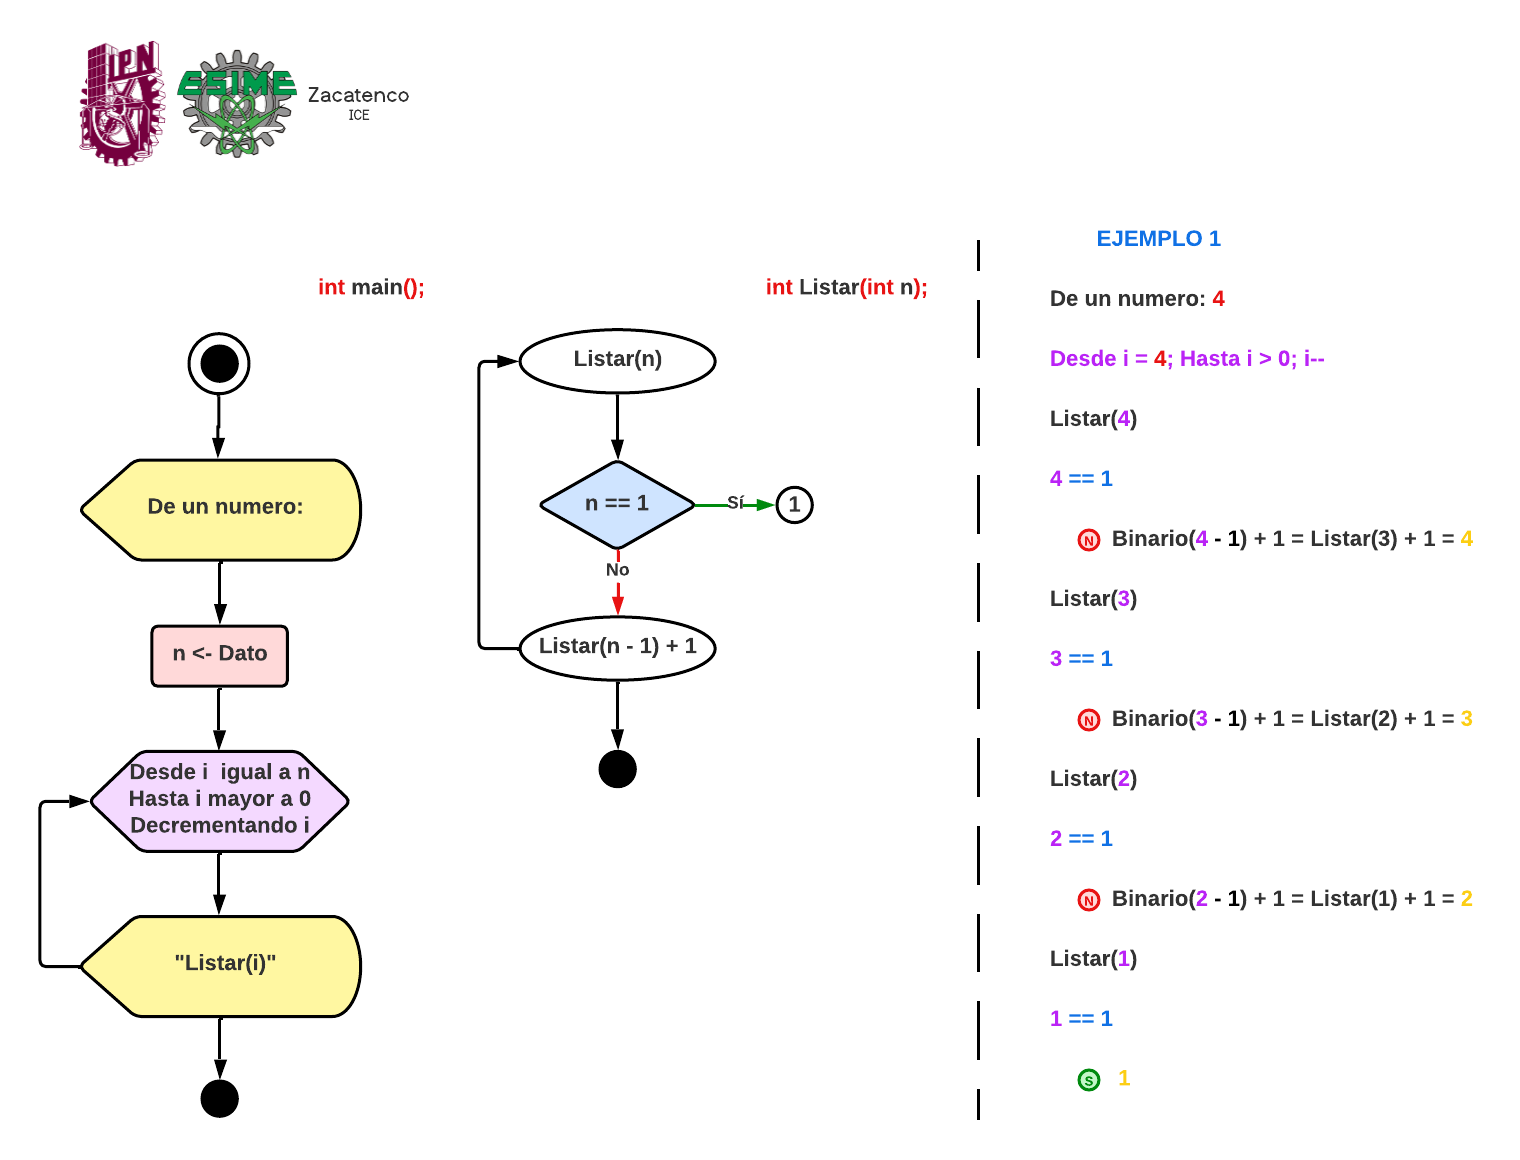 IPN
ESIME
Zacatenco
ICE
int main();
De un numero:
n <- Dato
Desde i igual a n
Hasta i mayor a 0
Decrementando i
"Listar(i)"
int Listar(int n);
Listar(n)
n == 1
Sí
1
No
Listar(n - 1) + 1
EJEMPLO 1
De un numero: 4
Desde i = 4; Hasta i > 0; i--
Listar(4)
4 == 1
N Binario(4 - 1) + 1 = Listar(3) + 1 = 4
Listar(3)
3 == 1
N Binario(3 - 1) + 1 = Listar(2) + 1 = 3
Listar(2)
2 == 1
N Binario(2 - 1) + 1 = Listar(1) + 1 = 2
Listar(1)
1 == 1
S 1